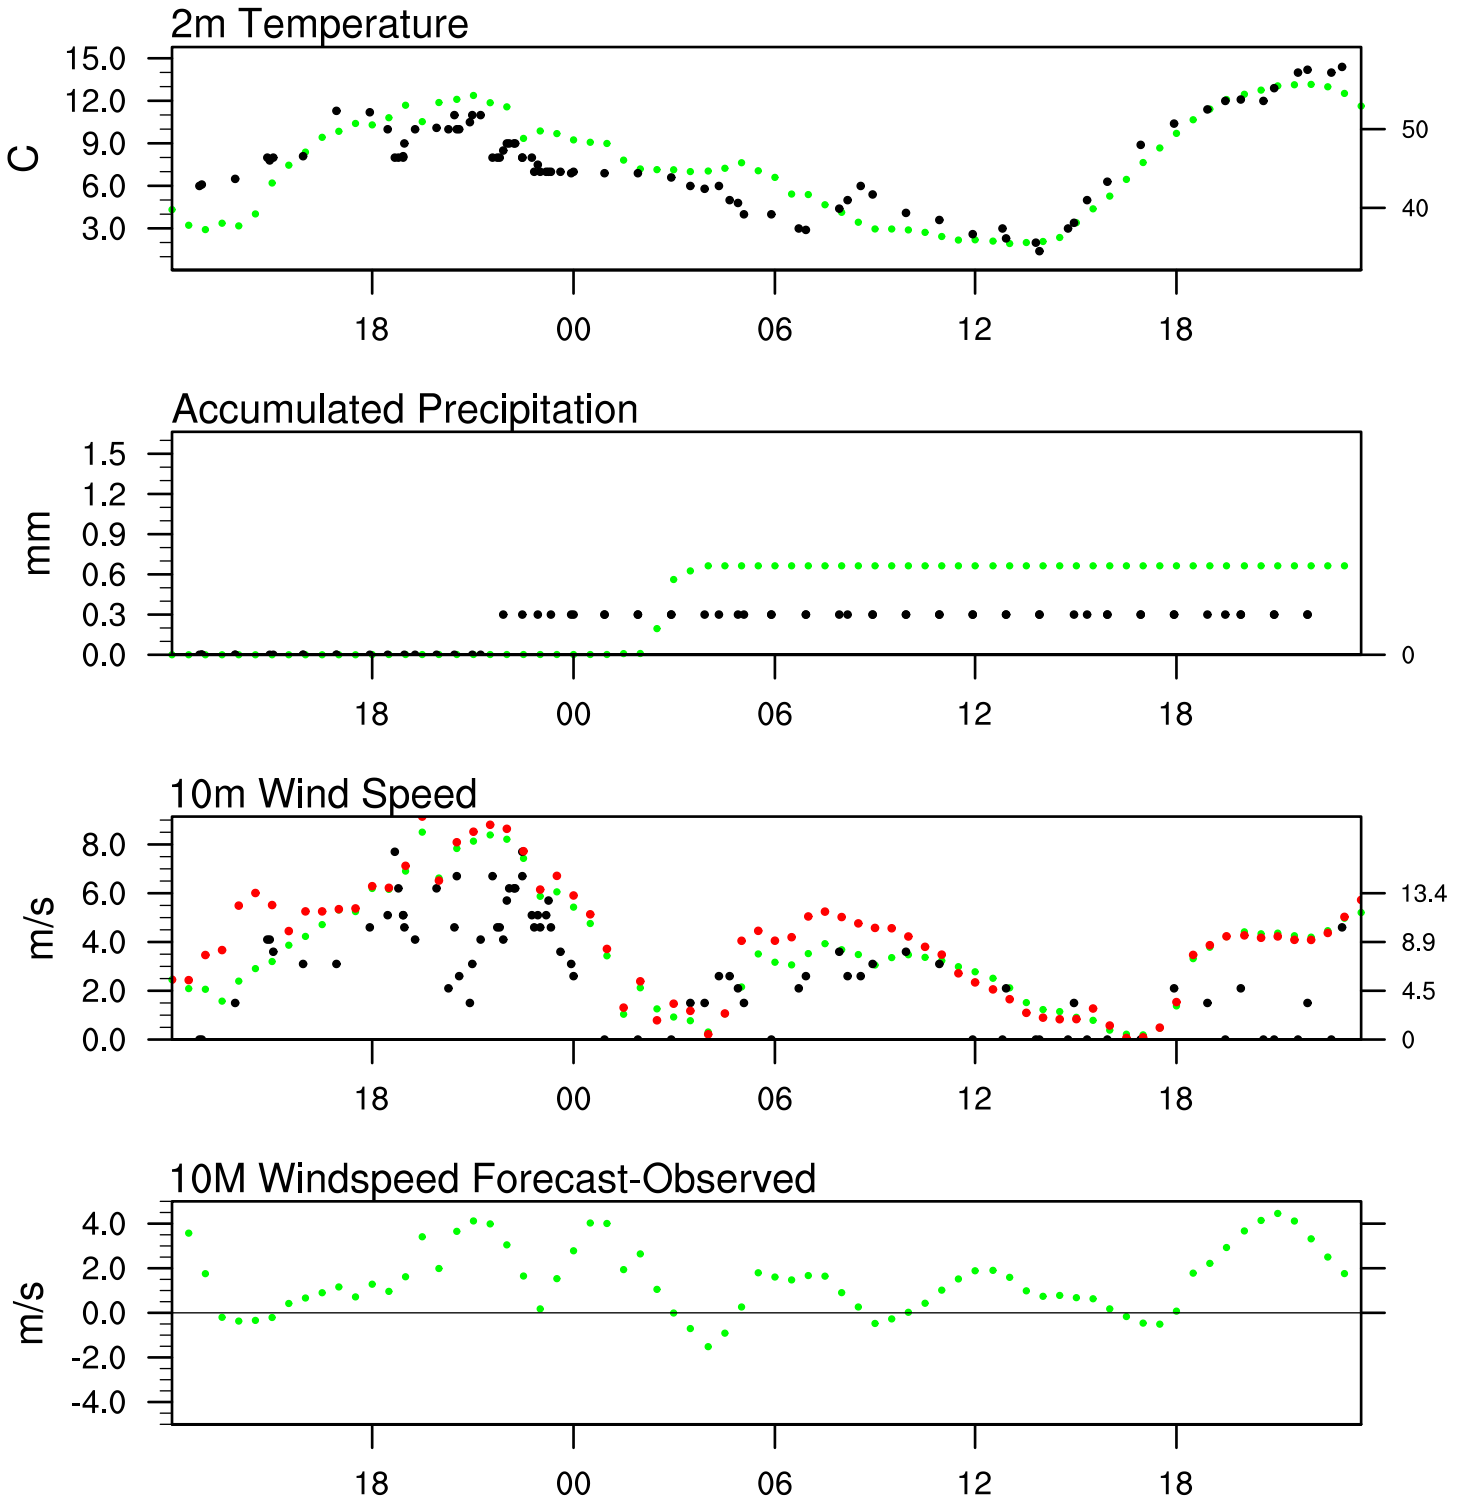 2m Temperature
15.0
12.0
9.0
6.0
3.0
C
50
40
18 00 06 12 18
Accumulated Precipitation
1.5
1.2
0.9
0.6
0.3
0.0
mm
0
18 00 06 12 18
10m Wind Speed
8.0
6.0
4.0
2.0
0.0
m/s
13.4
8.9
4.5
0
18 00 06 12 18
10M Windspeed Forecast-Observed
4.0
2.0
0.0
-2.0
-4.0
m/s
18 00 06 12 18